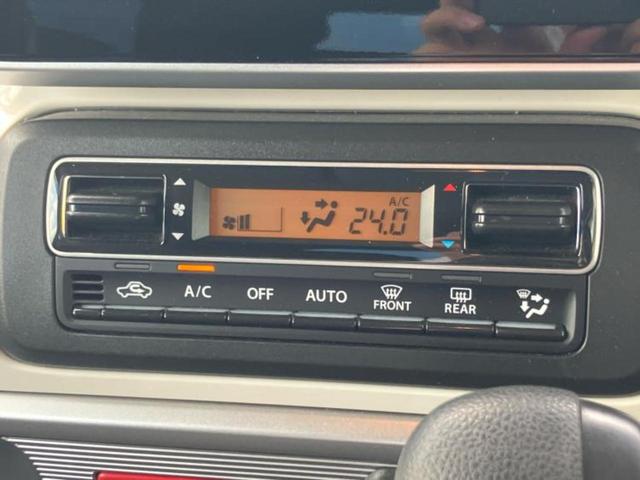 A/C
24.0
A/C OFF AUTO FRONT REAR